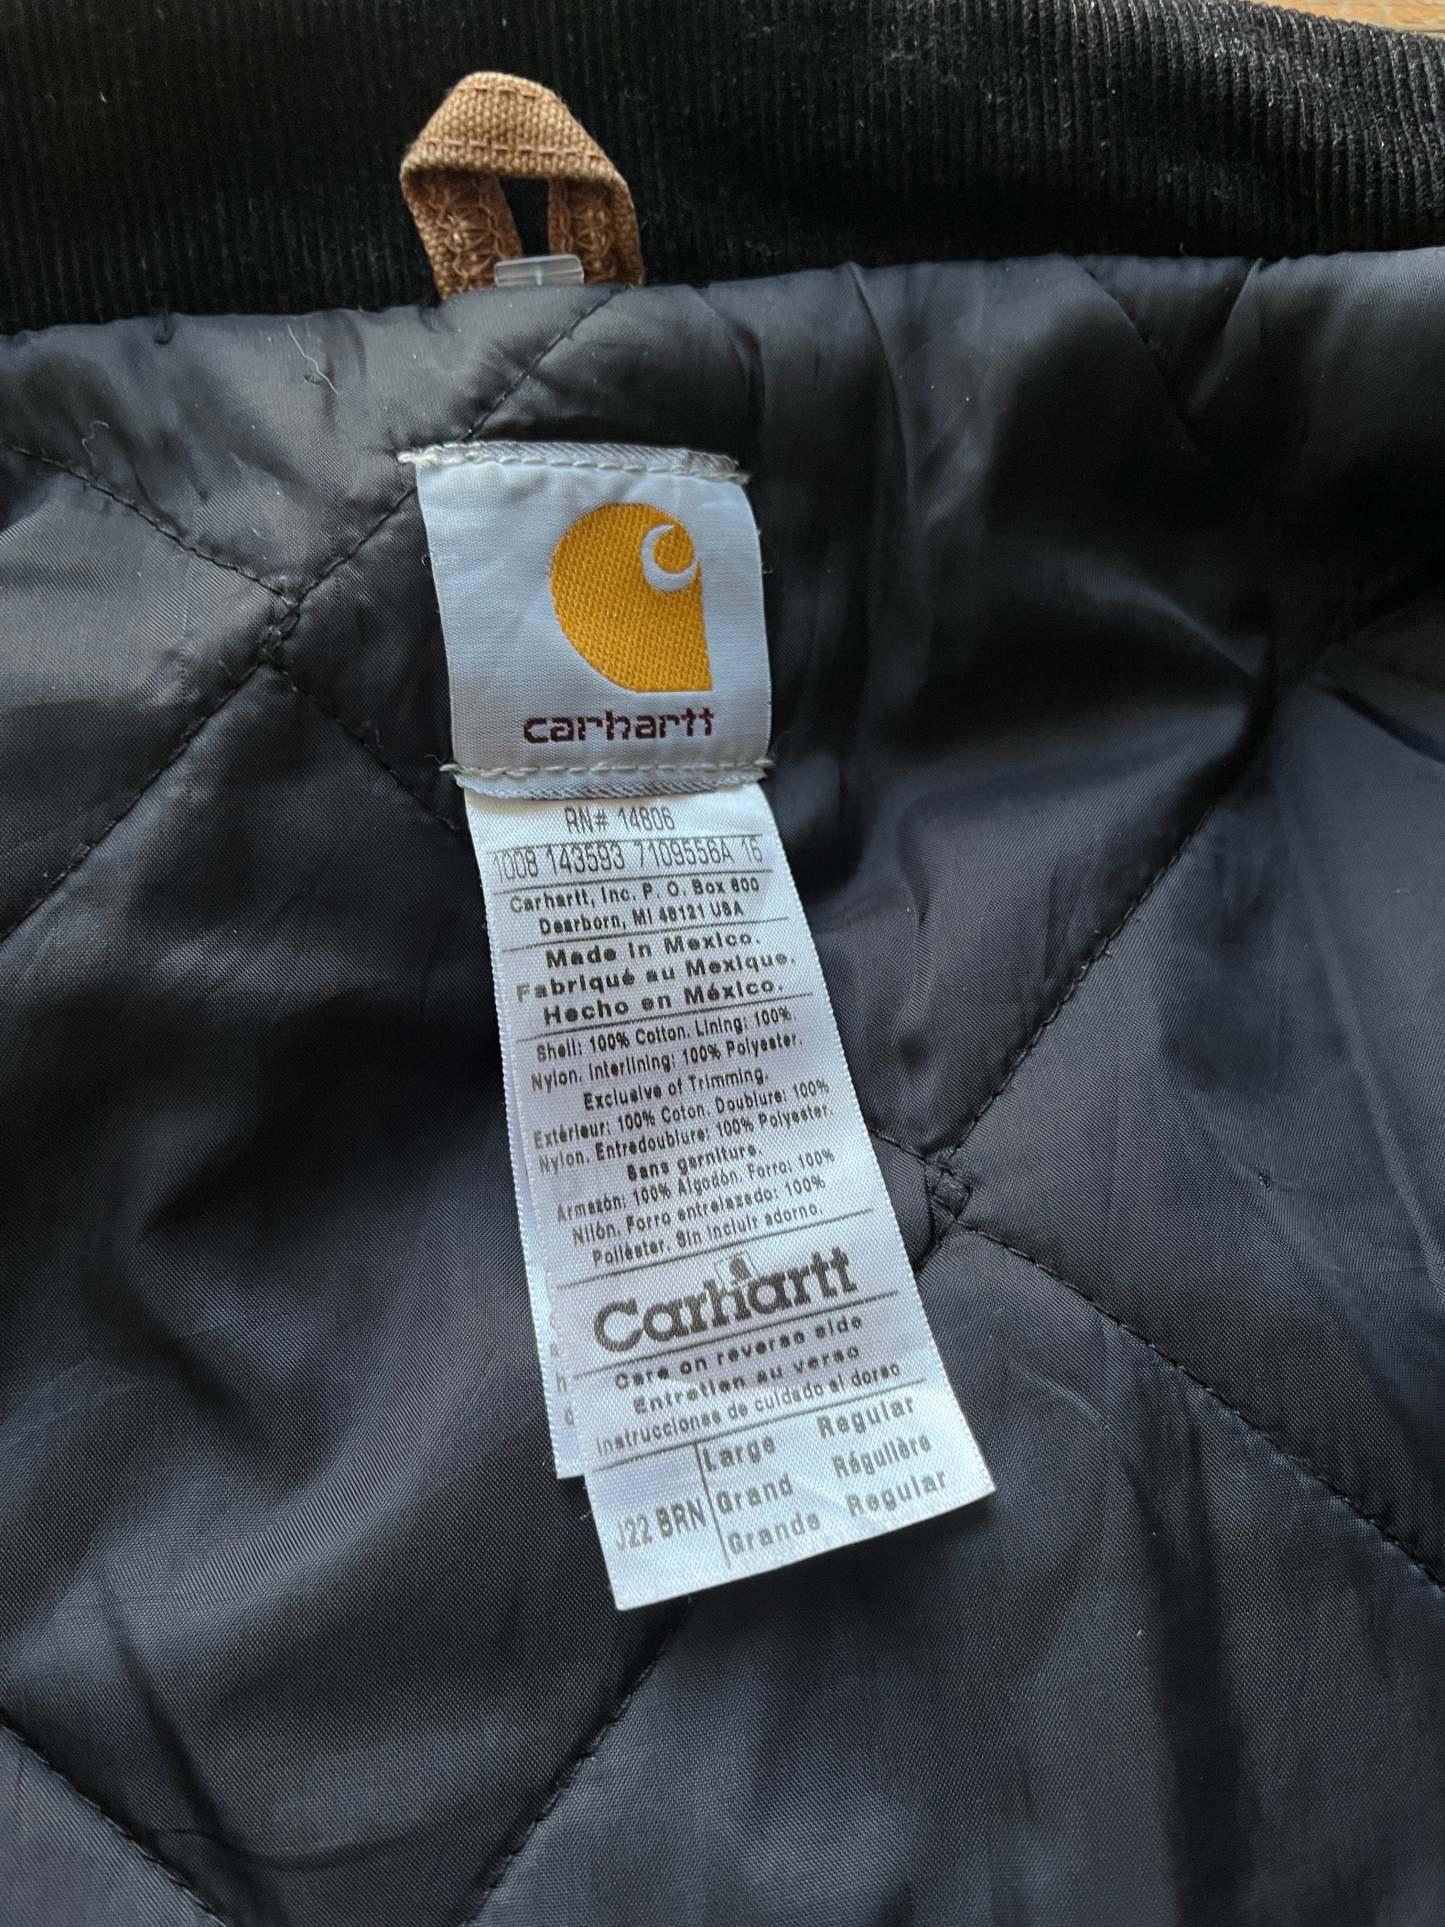 carhartt
RN# 14806
1008 143593 7109556A 16
Carhartt, Inc. P. O. Box 600
Dearborn, MI 48121 USA
Made in Mexico.
Fabriqué au Mexique.
Hecho en México.
Shell: 100% Cotton. Lining: 100%
Nylon. Interlining: 100% Polyester.
Exclusive of Trimming.
Extérieur: 100% Coton. Doublure: 100%
Nylon. Entredoublure: 100% Polyester.
Sans garniture.
Armazón: 100% Algodón. Forro: 100%
Nilón. Forro entrelazado: 100%
Poliéster. Sin incluir adorno.
Carhartt
Care on reverse side
Entretien au verso
Instrucciones de cuidado al dorso
J22 BRN
Large Regular
Grand Régulière
Grande Regular